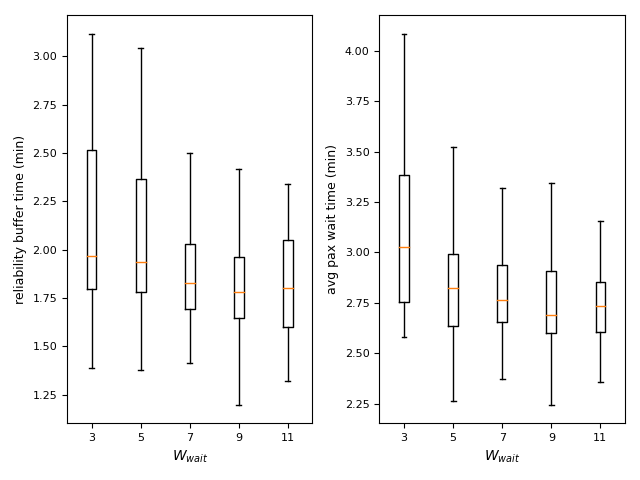 reliability buffer time (min)
3.00
2.75
2.50
2.25
2.00
1.75
1.50
1.25
3 5 7 9 11
W_wait
avg pax wait time (min)
4.00
3.75
3.50
3.25
3.00
2.75
2.50
2.25
3 5 7 9 11
W_wait